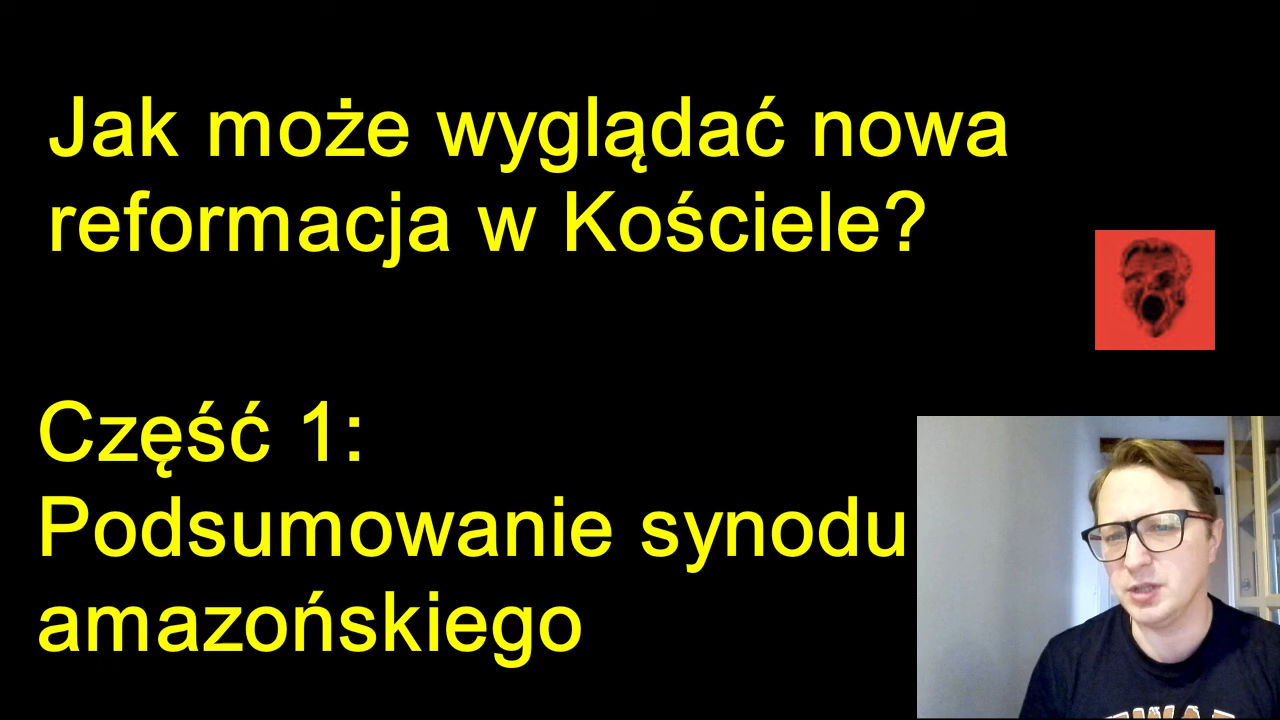 Jak może wyglądać nowa
reformacja w Kościele?
Część 1:
Podsumowanie synodu
amazońskiego